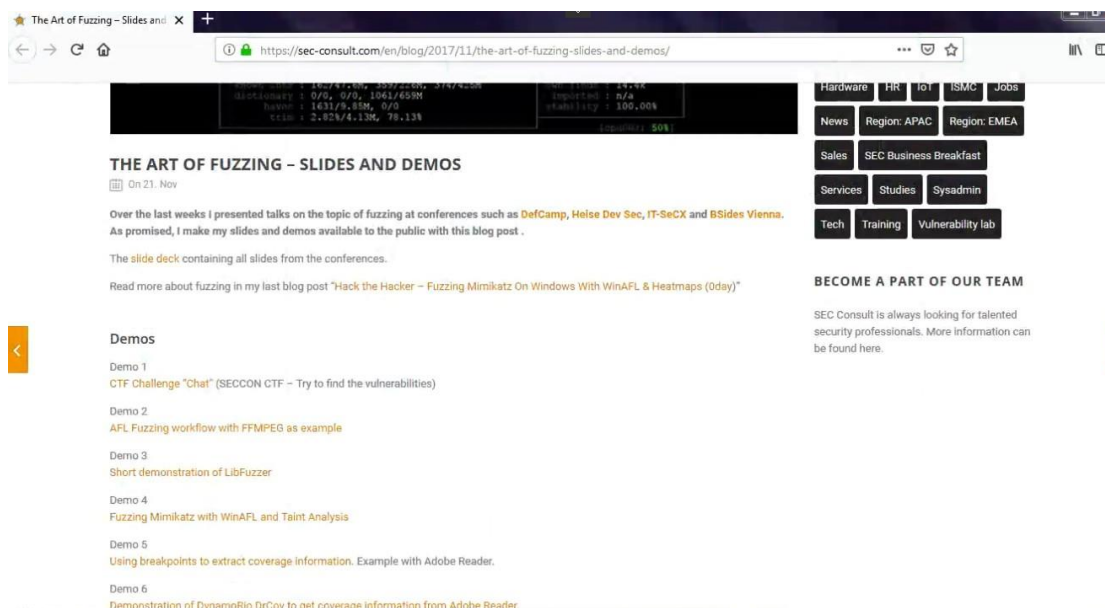 The Art of Fuzzing – Slides and
https://sec-consult.com/en/blog/2017/11/the-art-of-fuzzing-slides-and-demos/
dictionary : 0/0, 0/0, 1061/659M
imported : n/a
havoc : 1631/9.85M, 0/0
stability : 100.00%
trim : 2.82%/4.13M, 78.13%
50%
THE ART OF FUZZING – SLIDES AND DEMOS
On 21. Nov
Over the last weeks I presented talks on the topic of fuzzing at conferences such as DefCamp, Heise Dev Sec, IT-SeCX and BSides Vienna.
As promised, I make my slides and demos available to the public with this blog post .
The slide deck containing all slides from the conferences.
Read more about fuzzing in my last blog post "Hack the Hacker – Fuzzing Mimikatz On Windows With WinAFL & Heatmaps (0day)"
Demos
Demo 1
CTF Challenge "Chat" (SECCON CTF – Try to find the vulnerabilities)
Demo 2
AFL Fuzzing workflow with FFMPEG as example
Demo 3
Short demonstration of LibFuzzer
Demo 4
Fuzzing Mimikatz with WinAFL and Taint Analysis
Demo 5
Using breakpoints to extract coverage information. Example with Adobe Reader.
Demo 6
Demonstration of DynamoRio DrCov to get coverage information from Adobe Reader
Hardware HR IoT ISMC Jobs
News Region: APAC Region: EMEA
Sales SEC Business Breakfast
Services Studies Sysadmin
Tech Training Vulnerability lab
BECOME A PART OF OUR TEAM
SEC Consult is always looking for talented
security professionals. More information can
be found here.